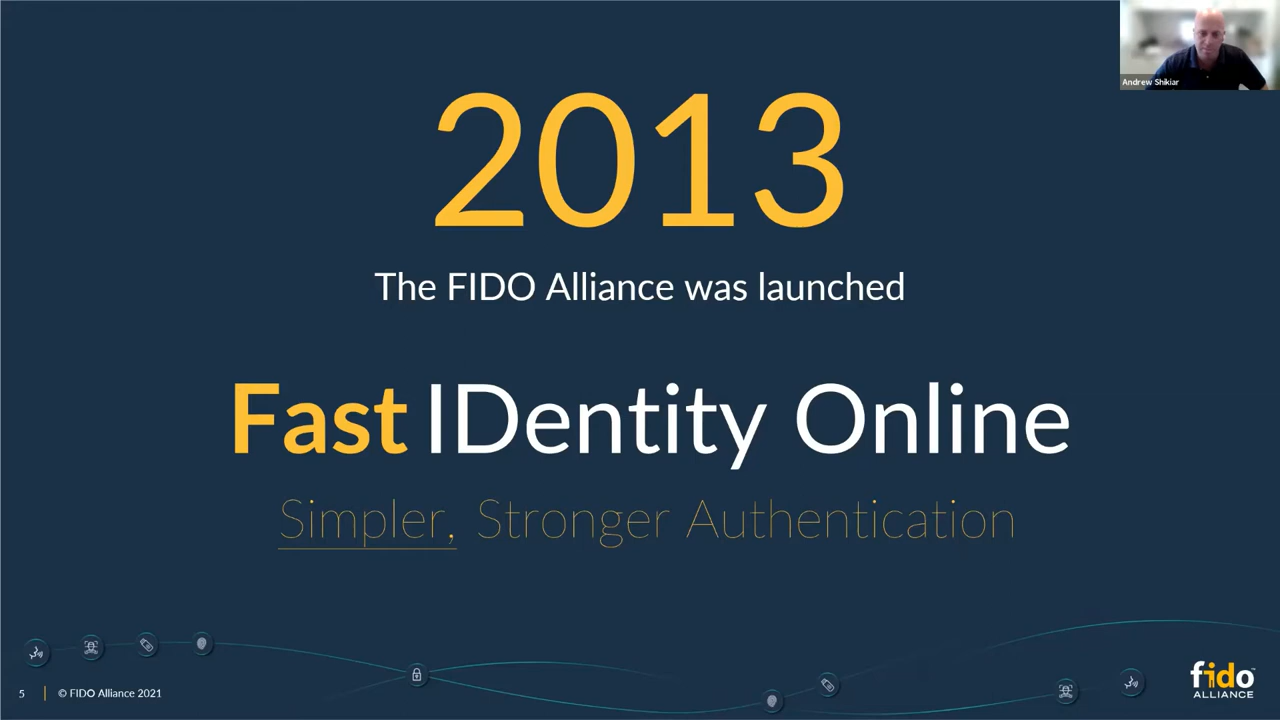 Andrew Shikiar
2013
The FIDO Alliance was launched
Fast IDentity Online
Simpler, Stronger Authentication
5 © FIDO Alliance 2021
fido
ALLIANCE